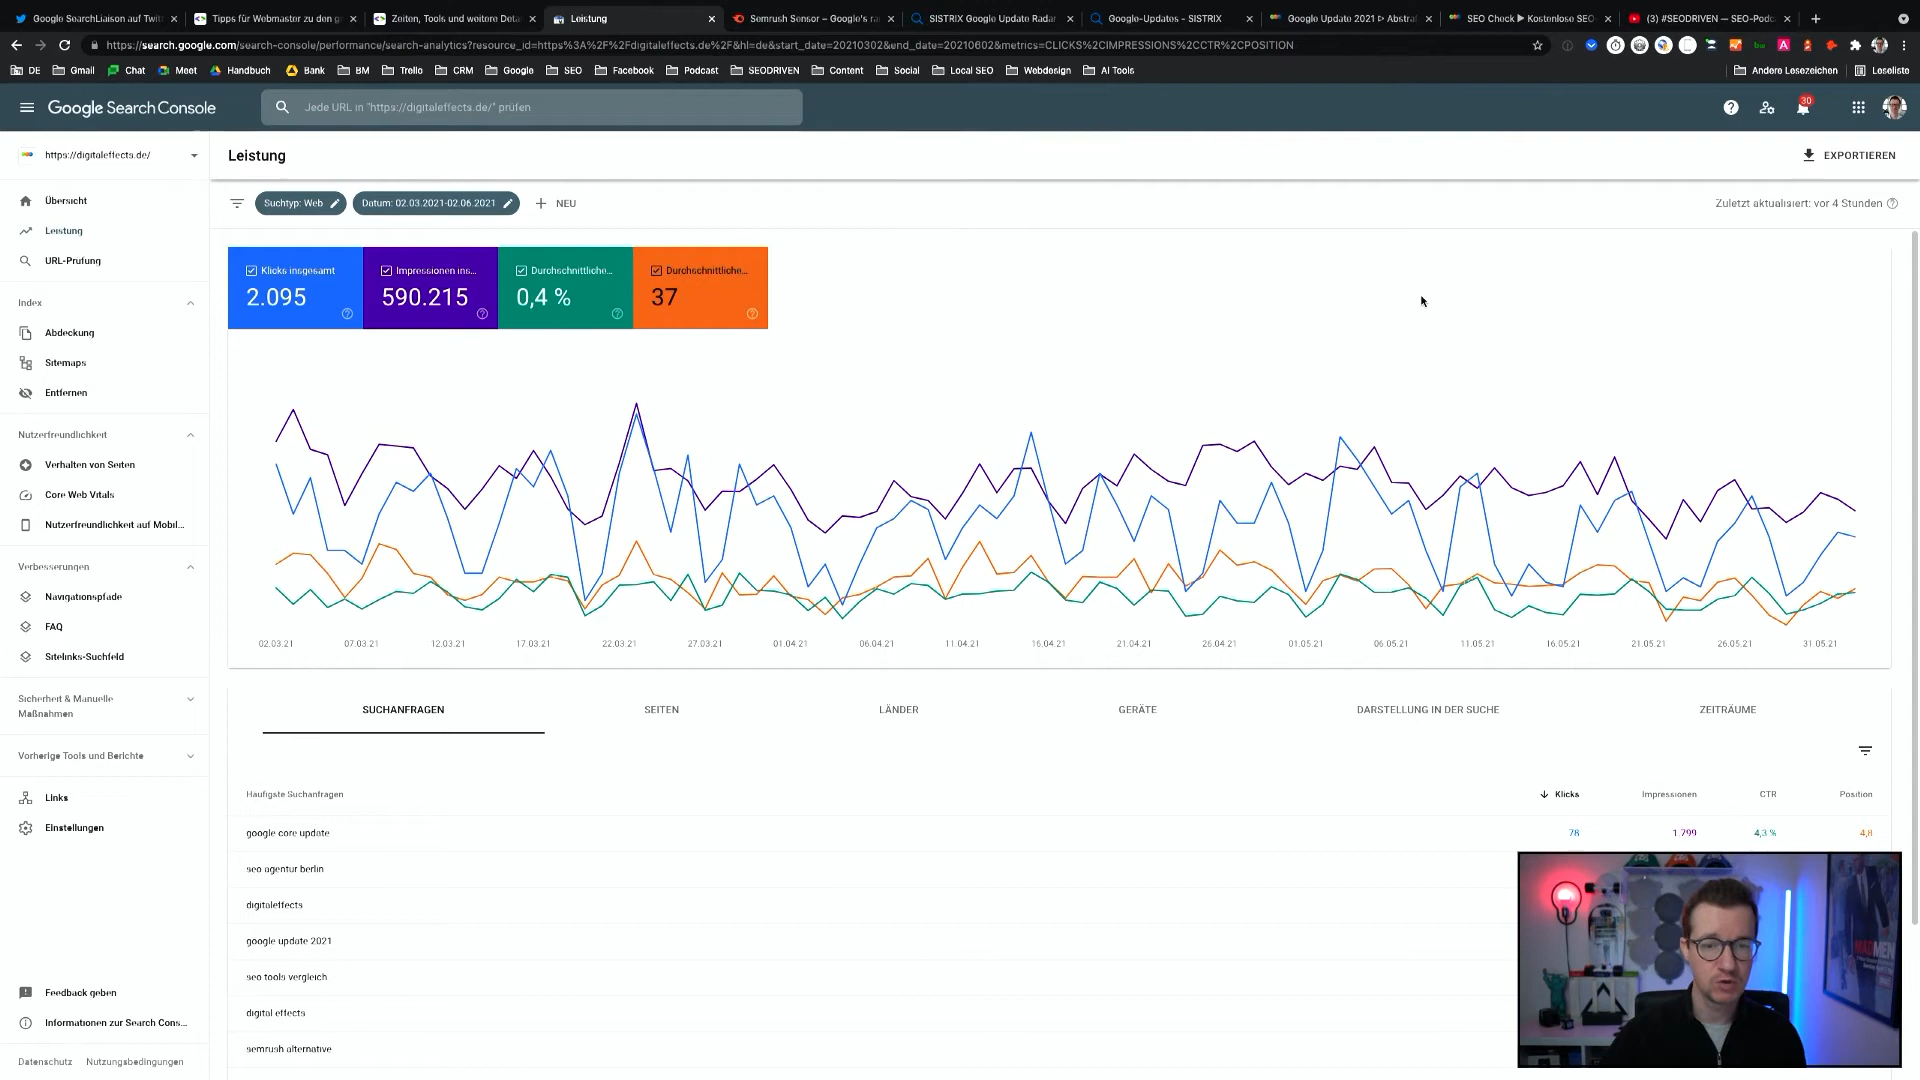 Google SearchLiaison auf Twitt
Tipps für Webmaster zu den gr
Zeiten, Tools und weitere Detai
Leistung
Semrush Sensor – Google's ra
SISTRIX Google Update Radar
Google-Updates - SISTRIX
Google Update 2021 ᐅ Abstraf
SEO Check ▶ Kostenlose SEO-
(3) #SEODRIVEN — SEO-Podc
https://search.google.com/search-console/performance/search-analytics?resource_id=https%3A%2F%2Fdigitaleffects.de%2F&hl=de&start_date=20210302&end_date=20210602&metrics=CLICKS%2CIMPRESSIONS%2CCTR%2CPOSITION
DE Gmail Chat Meet Handbuch Bank BM Trello CRM Google SEO Facebook Podcast SEODRIVEN Content Social Local SEO Webdesign AI Tools Andere Lesezeichen Leseliste
Google Search Console
Jede URL in "https://digitaleffects.de/" prüfen
30
https://digitaleffects.de/
Leistung
EXPORTIEREN
Übersicht
Leistung
URL-Prüfung
Index
Abdeckung
Sitemaps
Entfernen
Nutzerfreundlichkeit
Verhalten von Seiten
Core Web Vitals
Nutzerfreundlichkeit auf Mobil...
Verbesserungen
Navigationspfade
FAQ
Sitelinks-Suchfeld
Sicherheit & Manuelle
Maßnahmen
Vorherige Tools und Berichte
Links
Einstellungen
Feedback geben
Informationen zur Search Cons...
Datenschutz Nutzungsbedingungen
Suchtyp: Web
Datum: 02.03.2021-02.06.2021
NEU
Zuletzt aktualisiert: vor 4 Stunden
Klicks insgesamt
2.095
Impressionen ins...
590.215
Durchschnittliche...
0,4 %
Durchschnittliche...
37
02.03.21 07.03.21 12.03.21 17.03.21 22.03.21 27.03.21 01.04.21 06.04.21 11.04.21 16.04.21 21.04.21 26.04.21 01.05.21 06.05.21 11.05.21 16.05.21 21.05.21 26.05.21 31.05.21
SUCHANFRAGEN SEITEN LÄNDER GERÄTE DARSTELLUNG IN DER SUCHE ZEITRÄUME
Häufigste Suchanfragen Klicks Impressionen CTR Position
google core update 78 1.799 4,3 % 4,8
seo agentur berlin
digitaleffects
google update 2021
seo tools vergleich
digital effects
semrush alternative
MADMEN